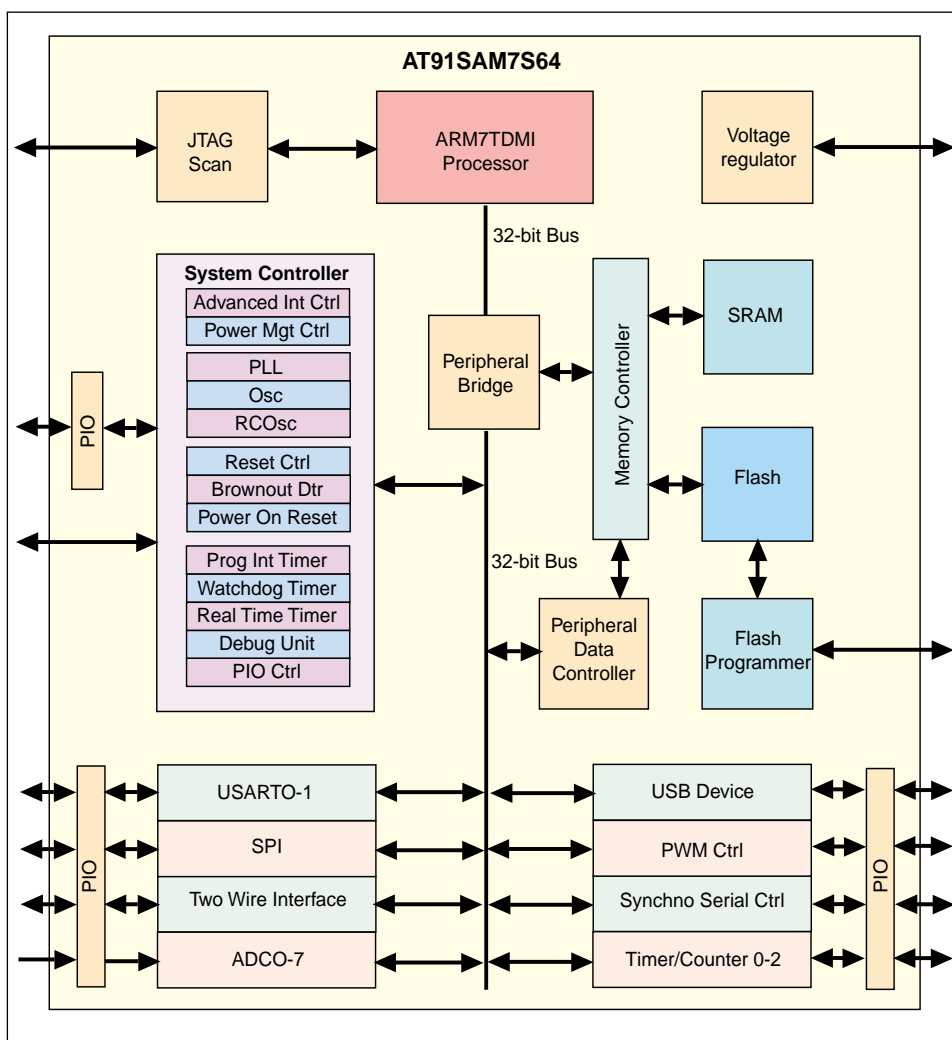 AT91SAM7S64
JTAG
Scan
ARM7TDMI
Processor
Voltage
regulator
32-bit Bus
System Controller
Advanced Int Ctrl
Power Mgt Ctrl
PLL
Osc
RCOsc
Reset Ctrl
Brownout Dtr
Power On Reset
Prog Int Timer
Watchdog Timer
Real Time Timer
Debug Unit
PIO Ctrl
PIO
Peripheral
Bridge
Memory Controller
SRAM
Flash
32-bit Bus
Peripheral
Data
Controller
Flash
Programmer
PIO
USARTO-1
SPI
Two Wire Interface
ADCO-7
USB Device
PWM Ctrl
Synchno Serial Ctrl
Timer/Counter 0-2
PIO